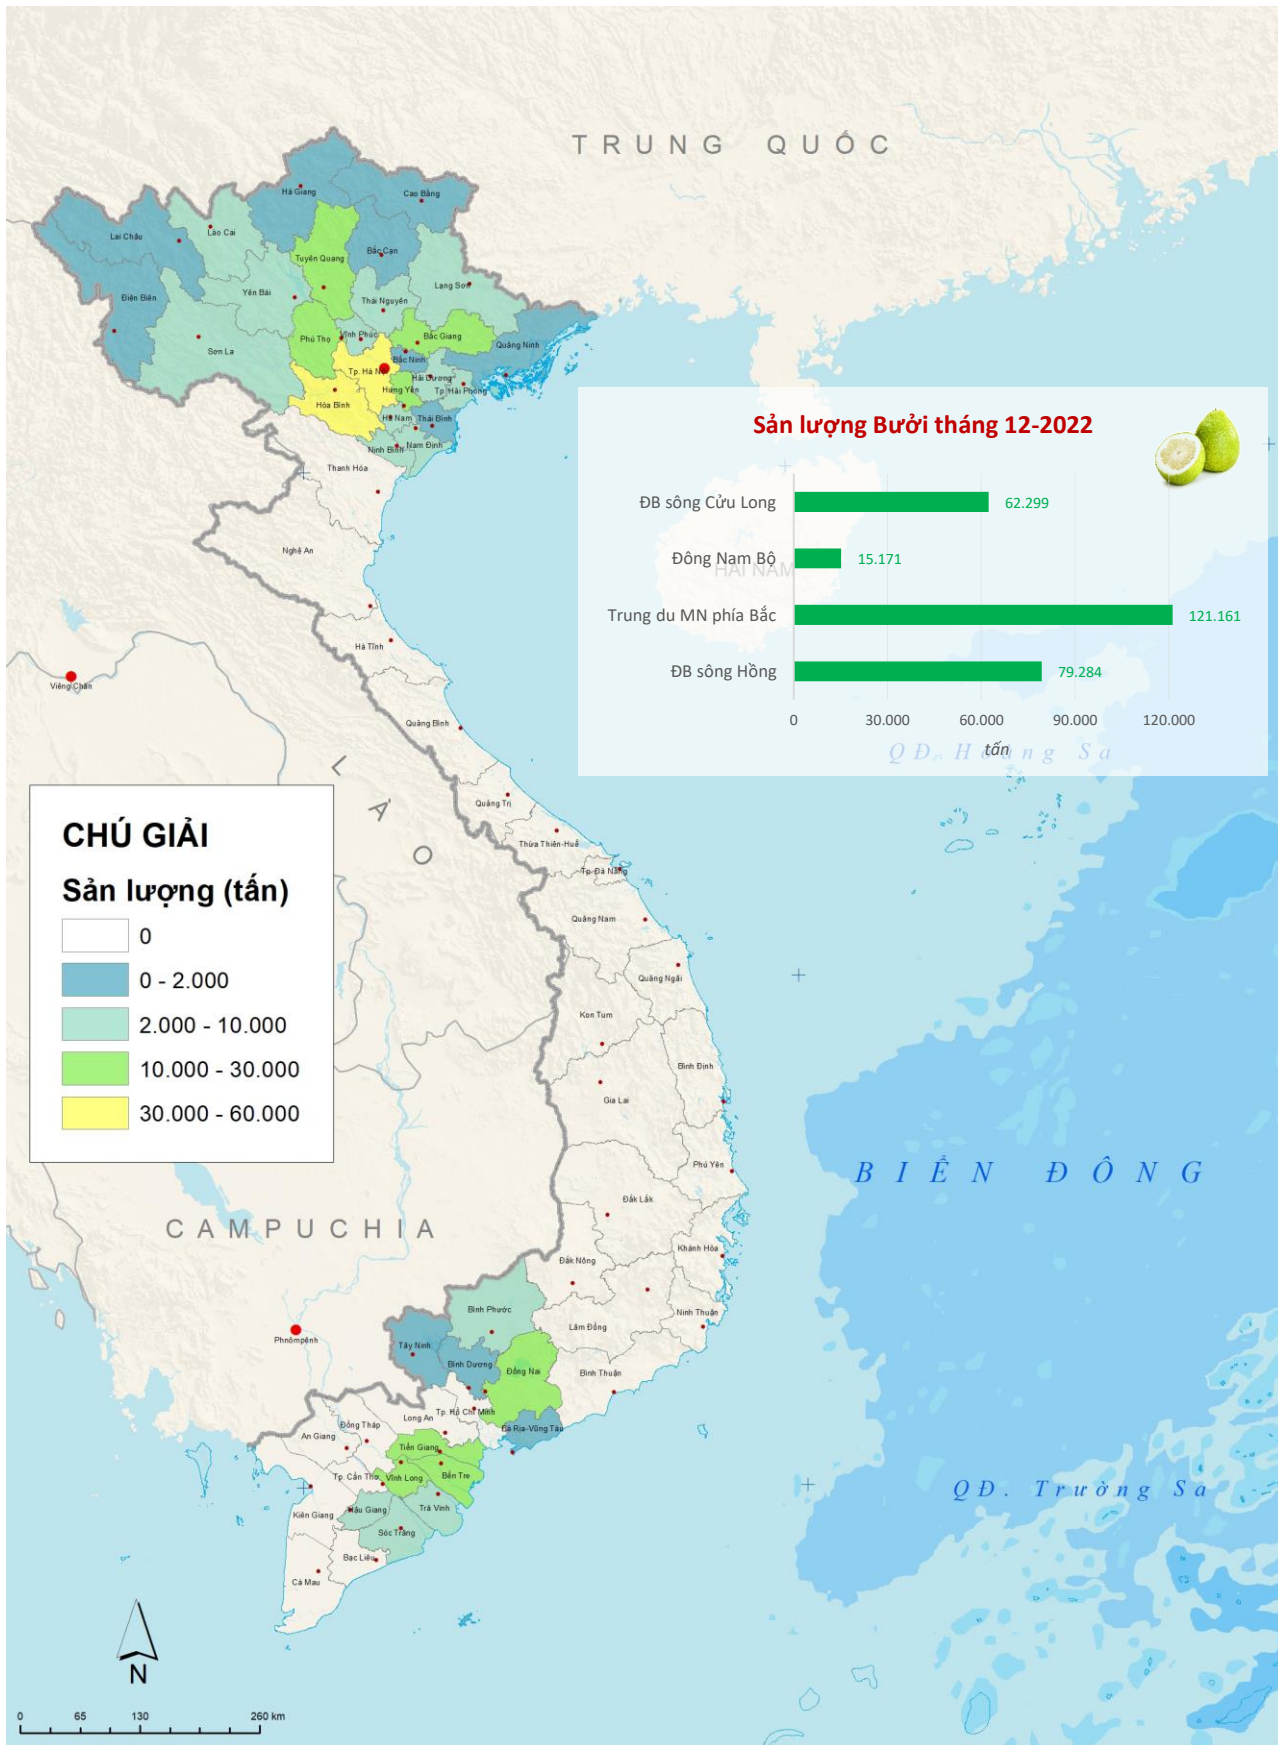 TRUNG QUỐC
Hà Giang
Cao Bằng
Lai Châu
Lào Cai
Bắc Cạn
Tuyên Quang
Lạng Sơn
Yên Bái
Điện Biên
Thái Nguyên
Phú Thọ
Vĩnh Phúc
Bắc Giang
Quảng Ninh
Sơn La
Bắc Ninh
Tp. Hà Nội
Hải Dương
Hưng Yên
Tp. Hải Phòng
Hòa Bình
Hà Nam
Thái Bình
Nam Định
Ninh Bình
Thanh Hóa
Nghệ An
Hà Tĩnh
Viêng Chăn
Quảng Bình
LÀO
Sản lượng Bưởi tháng 12-2022
ĐB sông Cửu Long
62.299
Đông Nam Bộ
15.171
HẢI NAM
Trung du MN phía Bắc
121.161
ĐB sông Hồng
79.284
0 30.000 60.000 90.000 120.000
tấn
QĐ. Hoàng Sa
Quảng Trị
Thừa Thiên-Huế
Tp.Đà Nẵng
Quảng Nam
Quảng Ngãi
Kon Tum
Bình Định
Gia Lai
Phú Yên
Đắk Lắk
Khánh Hòa
Đắk Nông
Ninh Thuận
Lâm Đồng
Bình Thuận
CHÚ GIẢI
Sản lượng (tấn)
0
0 - 2.000
2.000 - 10.000
10.000 - 30.000
30.000 - 60.000
BIỂN ĐÔNG
CAMPUCHIA
Phnômpênh
Bình Phước
Tây Ninh
Bình Dương
Đồng Nai
Tp. Hồ Chí Minh
Long An
Bà Rịa-Vũng Tàu
Đồng Tháp
An Giang
Tiền Giang
Tp. Cần Thơ
Vĩnh Long
Bến Tre
Hậu Giang
Trà Vinh
Kiên Giang
Sóc Trăng
Bạc Liêu
Cà Mau
QĐ. Trường Sa
N
0 65 130 260 km